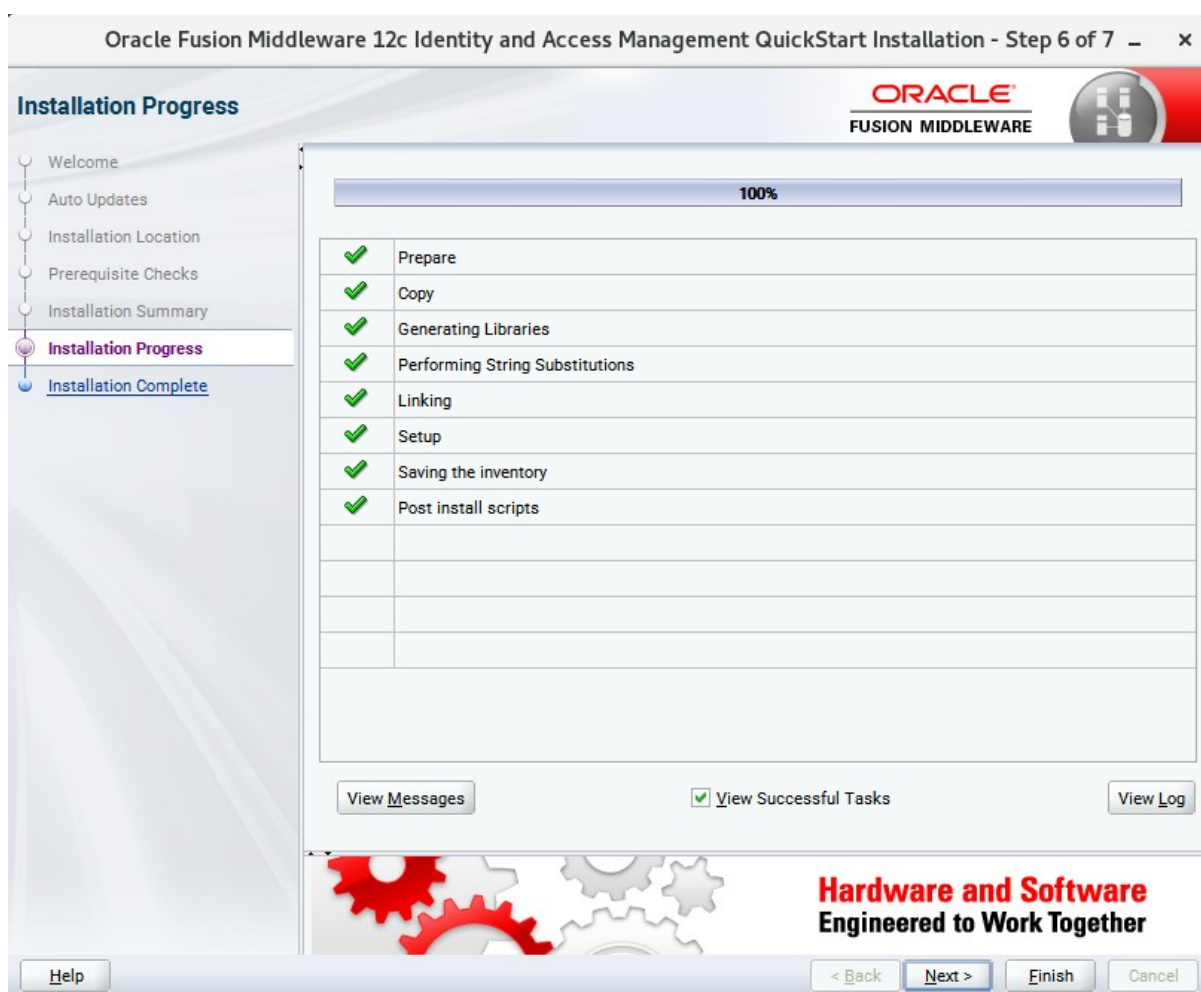 Oracle Fusion Middleware 12c Identity and Access Management QuickStart Installation - Step 6 of 7
Installation Progress
ORACLE
FUSION MIDDLEWARE
Welcome
Auto Updates
Installation Location
Prerequisite Checks
Installation Summary
Installation Progress
Installation Complete
100%
Prepare
Copy
Generating Libraries
Performing String Substitutions
Linking
Setup
Saving the inventory
Post install scripts
View Messages
View Successful Tasks
View Log
Hardware and Software
Engineered to Work Together
Help
< Back
Next >
Finish
Cancel